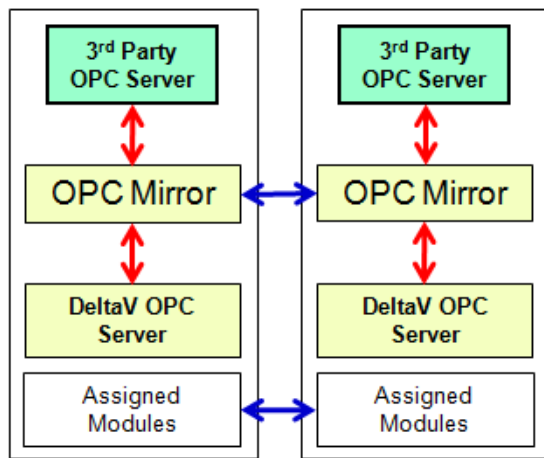 3rd Party
OPC Server
3rd Party
OPC Server
OPC Mirror
OPC Mirror
DeltaV OPC
Server
DeltaV OPC
Server
Assigned
Modules
Assigned
Modules